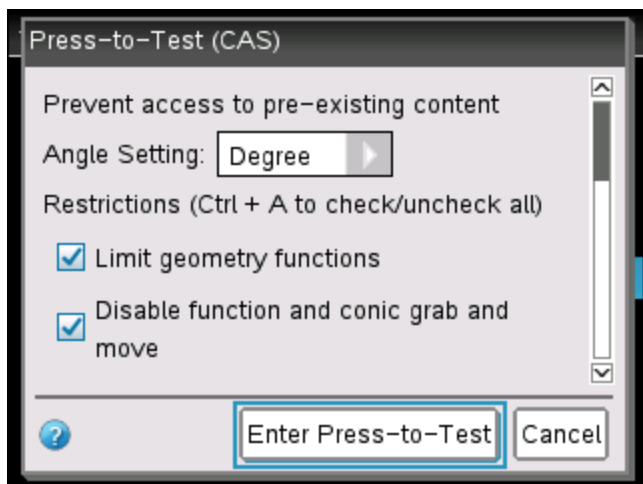 Press-to-Test (CAS)
Prevent access to pre-existing content
Angle Setting: Degree
Restrictions (Ctrl + A to check/uncheck all)
Limit geometry functions
Disable function and conic grab and
move
? Enter Press-to-Test Cancel